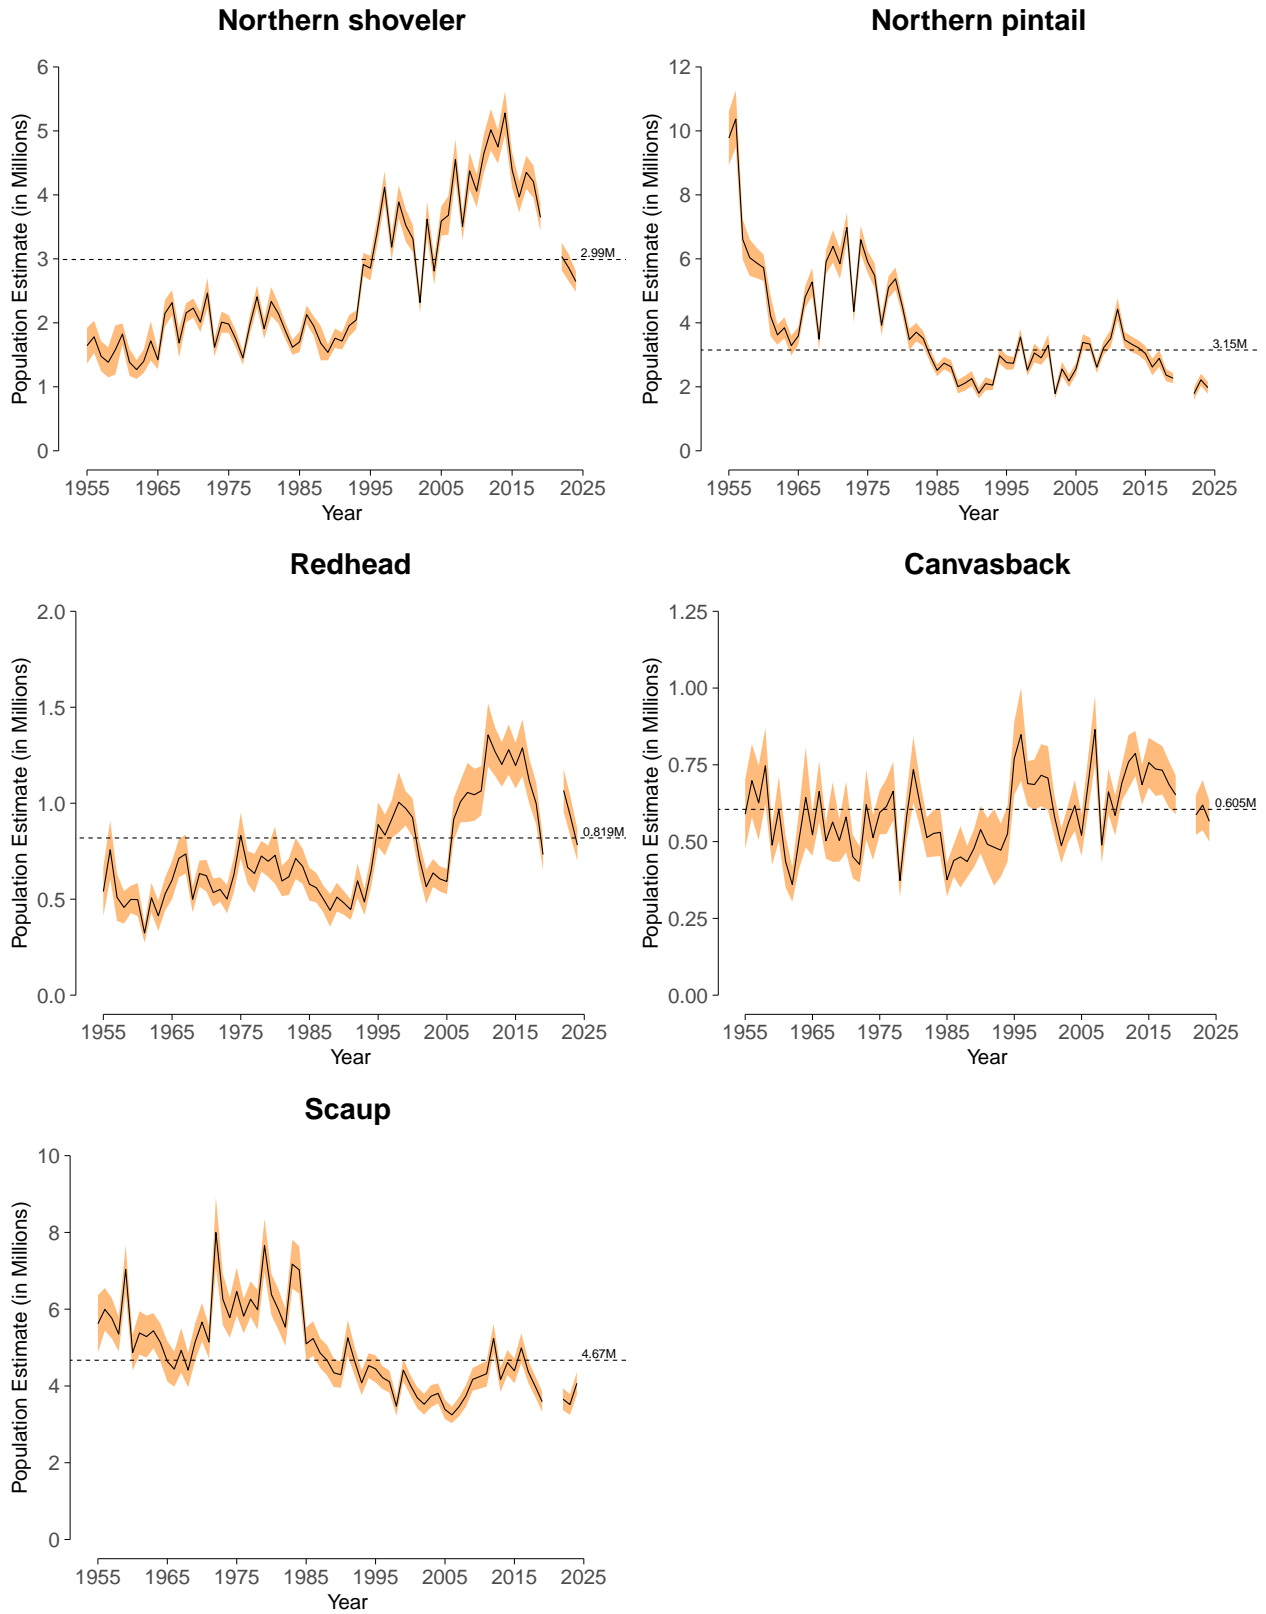 Northern shoveler
Population Estimate (in Millions)
6
5
4
3
2
1
0
2.99M
1955 1965 1975 1985 1995 2005 2015 2025
Year
Northern pintail
Population Estimate (in Millions)
12
10
8
6
4
2
0
3.15M
1955 1965 1975 1985 1995 2005 2015 2025
Year
Redhead
Population Estimate (in Millions)
2.0
1.5
1.0
0.5
0.0
0.819M
1955 1965 1975 1985 1995 2005 2015 2025
Year
Canvasback
Population Estimate (in Millions)
1.25
1.00
0.75
0.50
0.25
0.00
0.605M
1955 1965 1975 1985 1995 2005 2015 2025
Year
Scaup
Population Estimate (in Millions)
10
8
6
4
2
0
4.67M
1955 1965 1975 1985 1995 2005 2015 2025
Year